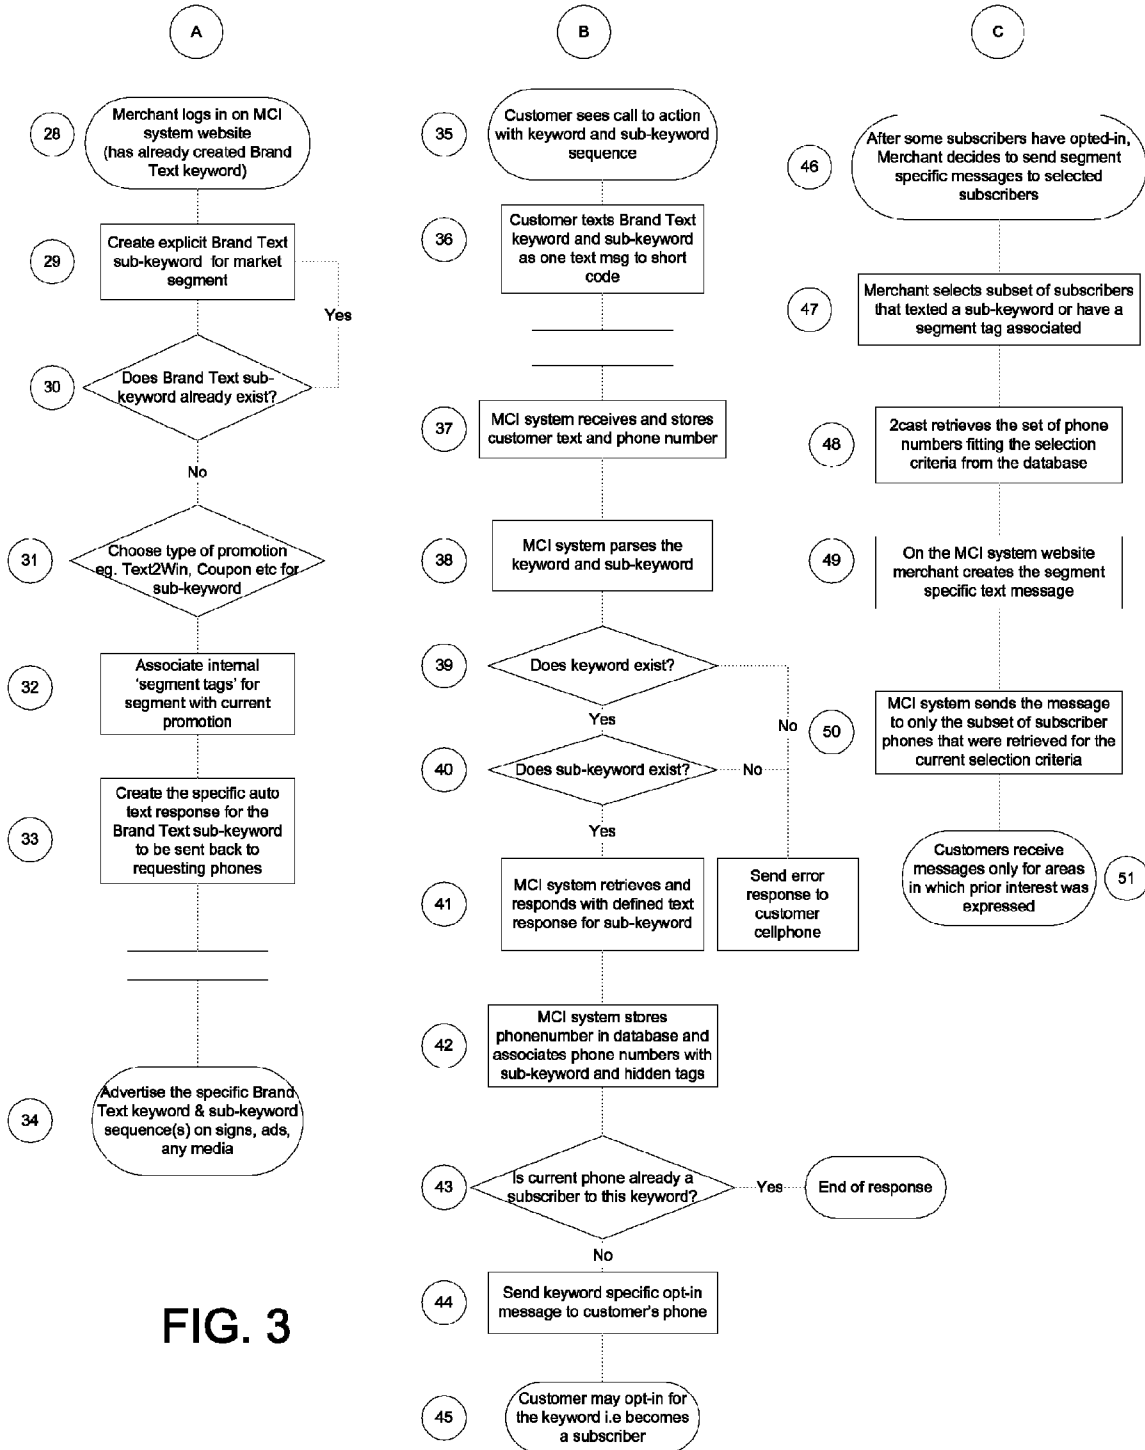 A
28
Merchant logs in on MCI
system website
(has already created Brand
Text keyword)
29
Create explicit Brand Text
sub-keyword for market
segment
Yes
30
Does Brand Text sub-
keyword already exist?
No
31
Choose type of promotion
eg. Text2Win, Coupon etc for
sub-keyword
32
Associate internal
'segment tags' for
segment with current
promotion
33
Create the specific auto
text response for the
Brand Text sub-keyword
to be sent back to
requesting phones
34
Advertise the specific Brand
Text keyword & sub-keyword
sequence(s) on signs, ads,
any media
B
35
Customer sees call to action
with keyword and sub-keyword
sequence
36
Customer texts Brand Text
keyword and sub-keyword
as one text msg to short
code
37
MCI system receives and stores
customer text and phone number
38
MCI system parses the
keyword and sub-keyword
39
Does keyword exist?
No
Yes
40
Does sub-keyword exist?
No
Yes
41
MCI system retrieves and
responds with defined text
response for sub-keyword
Send error
response to
customer
cellphone
42
MCI system stores
phonenumber in database and
associates phone numbers with
sub-keyword and hidden tags
43
Is current phone already a
subscriber to this keyword?
Yes
End of response
No
44
Send keyword specific opt-in
message to customer's phone
45
Customer may opt-in for
the keyword i.e becomes
a subscriber
C
46
After some subscribers have opted-in,
Merchant decides to send segment
specific messages to selected
subscribers
47
Merchant selects subset of subscribers
that texted a sub-keyword or have a
segment tag associated
48
2cast retrieves the set of phone
numbers fitting the selection
criteria from the database
49
On the MCI system website
merchant creates the segment
specific text message
50
MCI system sends the message
to only the subset of subscriber
phones that were retrieved for the
current selection criteria
Customers receive
messages only for areas
in which prior interest was
expressed
51
FIG. 3